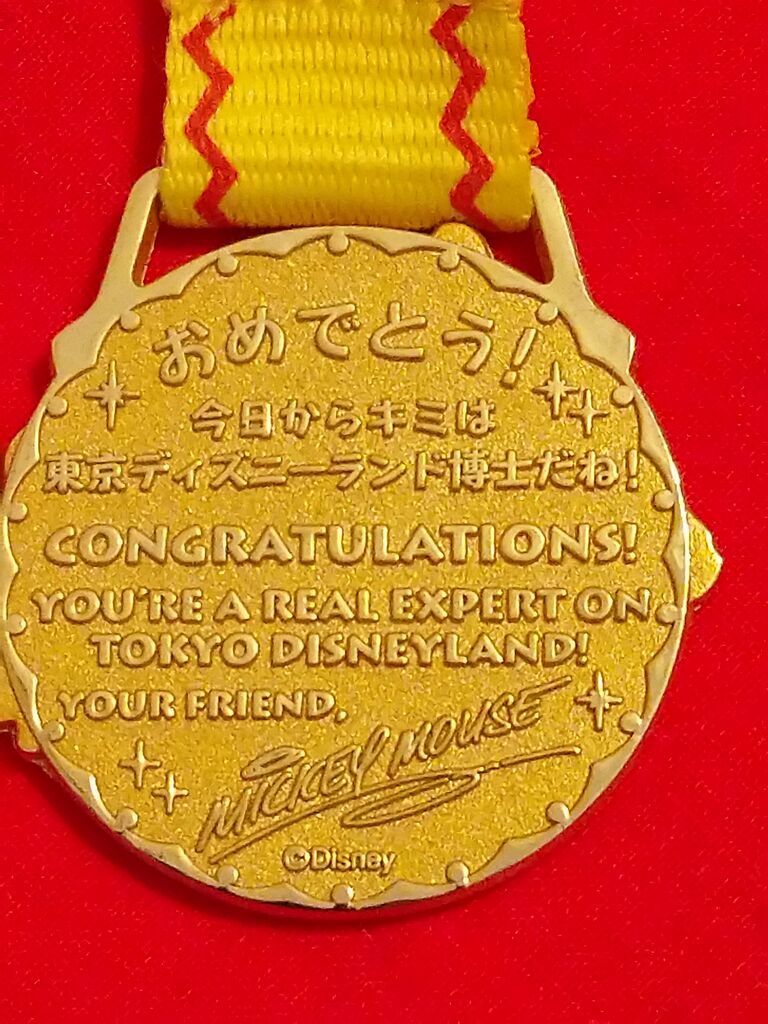 おめでとう!
今日からキミは
東京ディズニーランド博士だね!
CONGRATULATIONS!
YOU'RE A REAL EXPERT ON
TOKYO DISNEYLAND!
YOUR FRIEND,
MICKEY MOUSE
©Disney